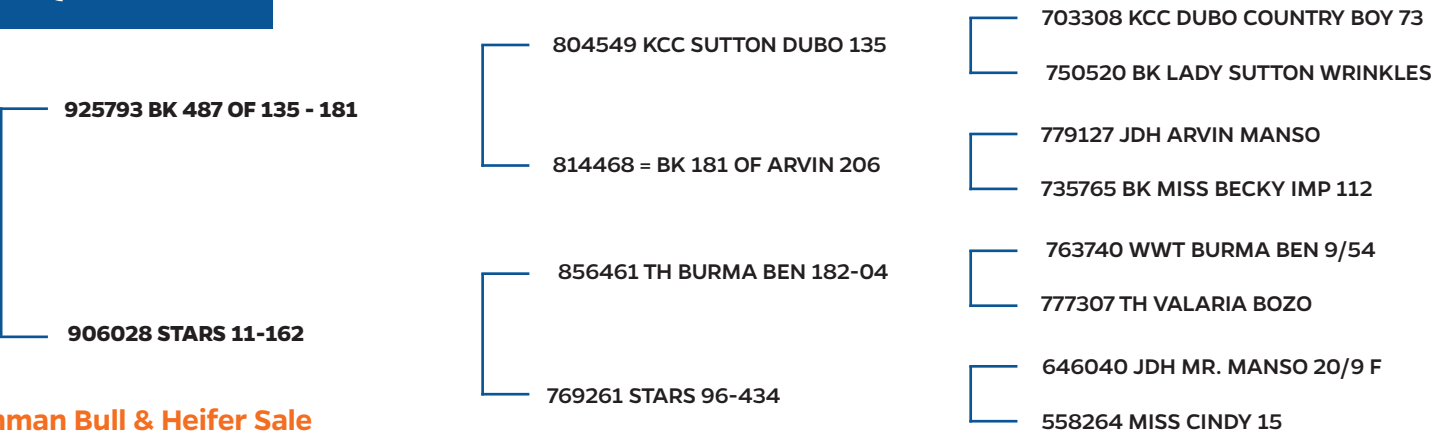 703308 KCC DUBO COUNTRY BOY 73
804549 KCC SUTTON DUBO 135
750520 BK LADY SUTTON WRINKLES
925793 BK 487 OF 135 - 181
779127 JDH ARVIN MANSO
814468 = BK 181 OF ARVIN 206
735765 BK MISS BECKY IMP 112
763740 WWT BURMA BEN 9/54
856461 TH BURMA BEN 182-04
777307 TH VALARIA BOZO
906028 STARS 11-162
646040 JDH MR. MANSO 20/9 F
769261 STARS 96-434
558264 MISS CINDY 15
Bull & Heifer Sale